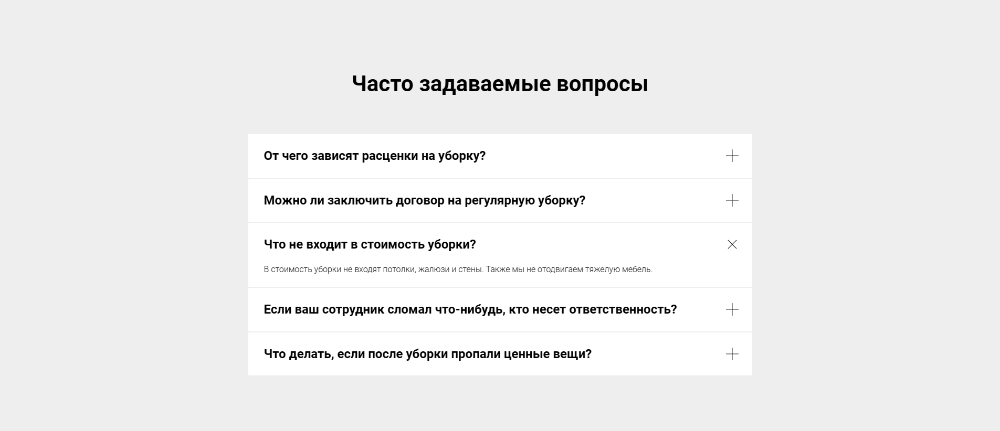 Часто задаваемые вопросы
От чего зависят расценки на уборку?
Можно ли заключить договор на регулярную уборку?
Что не входит в стоимость уборки?
В стоимость уборки не входят потолки, жалюзи и стены. Также мы не отодвигаем тяжелую мебель.
Если ваш сотрудник сломал что-нибудь, кто несет ответственность?
Что делать, если после уборки пропали ценные вещи?